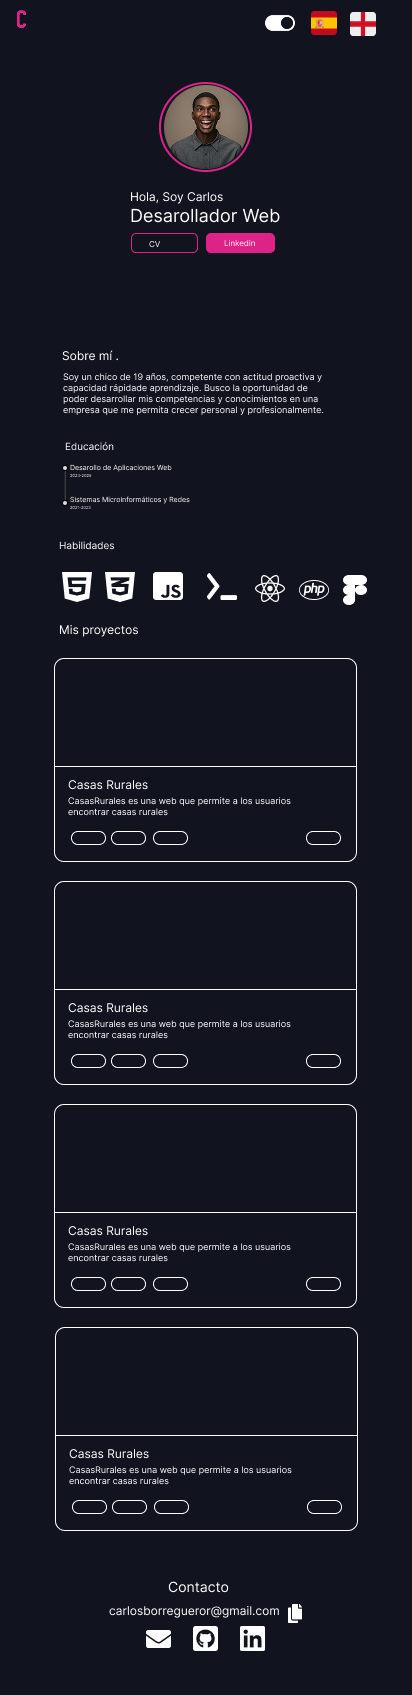 C
Hola, Soy Carlos
Desarollador Web
CV
Linkedin
Sobre mí .
Soy un chico de 19 años, competente con actitud proactiva y
capacidad rápidade aprendizaje. Busco la oportunidad de
poder desarrollar mis competencias y conocimientos en una
empresa que me permita crecer personal y profesionalmente.
Educación
Desarollo de Aplicaciones Web
2023-2025
Sistemas Microinformáticos y Redes
2021-2023
Habilidades
5
3
JS
php
Mis proyectos
Casas Rurales
CasasRurales es una web que permite a los usuarios
encontrar casas rurales
Casas Rurales
CasasRurales es una web que permite a los usuarios
encontrar casas rurales
Casas Rurales
CasasRurales es una web que permite a los usuarios
encontrar casas rurales
Casas Rurales
CasasRurales es una web que permite a los usuarios
encontrar casas rurales
Contacto
carlosborregueror@gmail.com
in